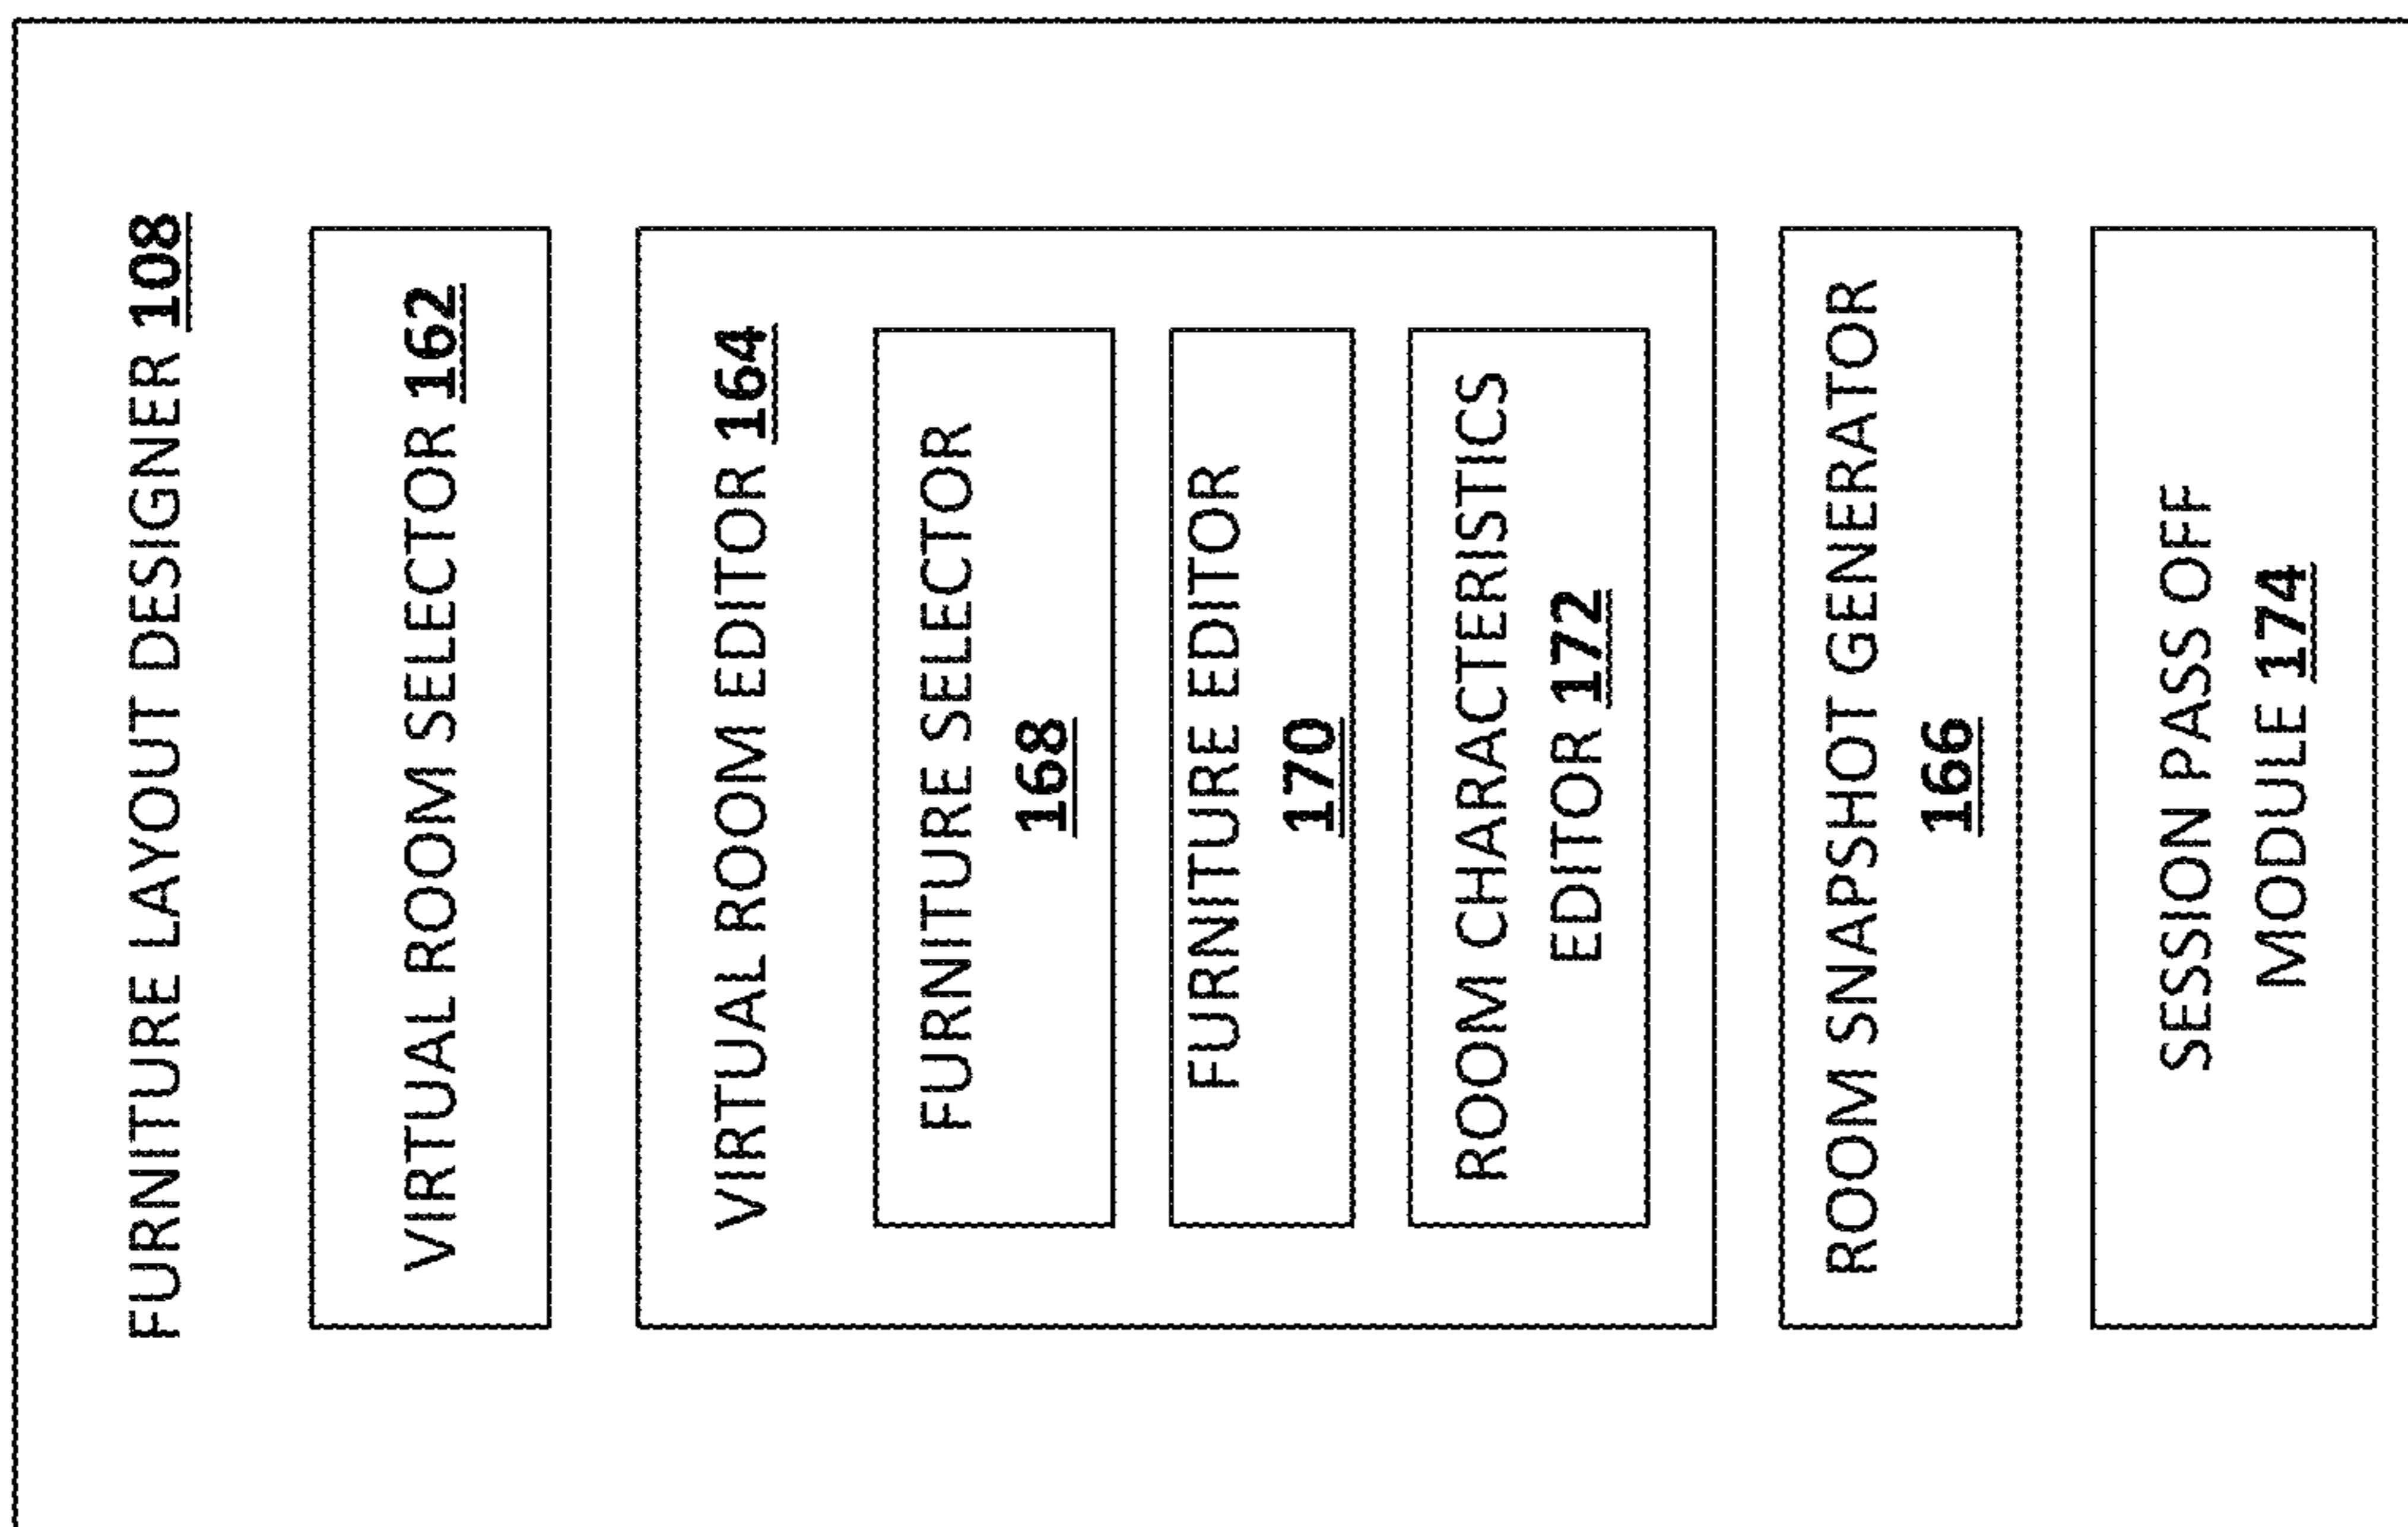 FURNITURE LAYOUT DESIGNER 108
VIRTUAL ROOM SELECTOR 162
VIRTUAL ROOM EDITOR 164
FURNITURE SELECTOR
168
FURNITURE EDITOR
170
ROOM CHARACTERISTICS
EDITOR 172
ROOM SNAPSHOT GENERATOR
166
SESSION PASS OFF
MODULE 174